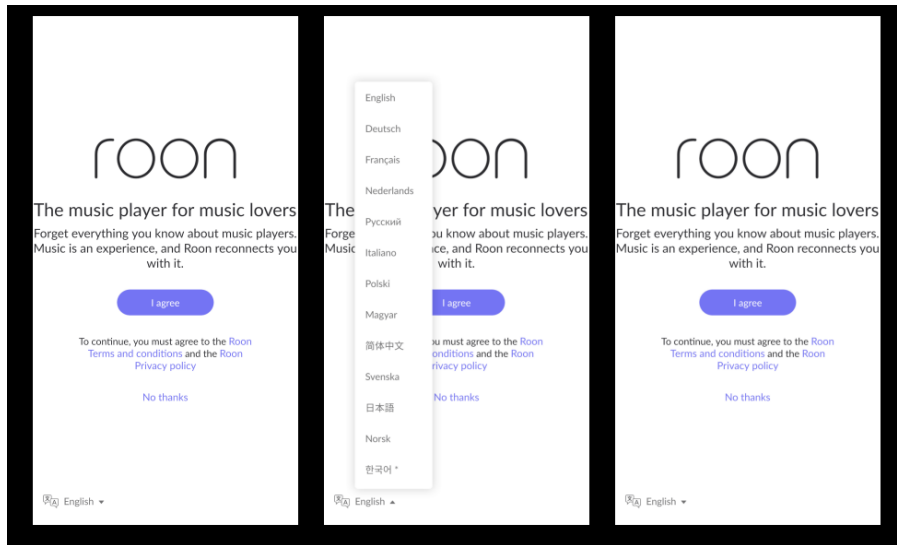 roon
The music player for music lovers
Forget everything you know about music players.
Music is an experience, and Roon reconnects you
with it.
I agree
To continue, you must agree to the Roon
Terms and conditions and the Roon
Privacy policy
No thanks
English
English
Deutsch
Français
Nederlands
Русский
Italiano
Polski
Magyar
简体中文
Svenska
日本語
Norsk
한국어 *
oon
The yer for music lovers
Forge ou know about music players.
Music ce, and Roon reconnects you
with it.
I agree
ou must agree to the Roon
onditions and the Roon
rivacy policy
No thanks
English
roon
The music player for music lovers
Forget everything you know about music players.
Music is an experience, and Roon reconnects you
with it.
I agree
To continue, you must agree to the Roon
Terms and conditions and the Roon
Privacy policy
No thanks
English